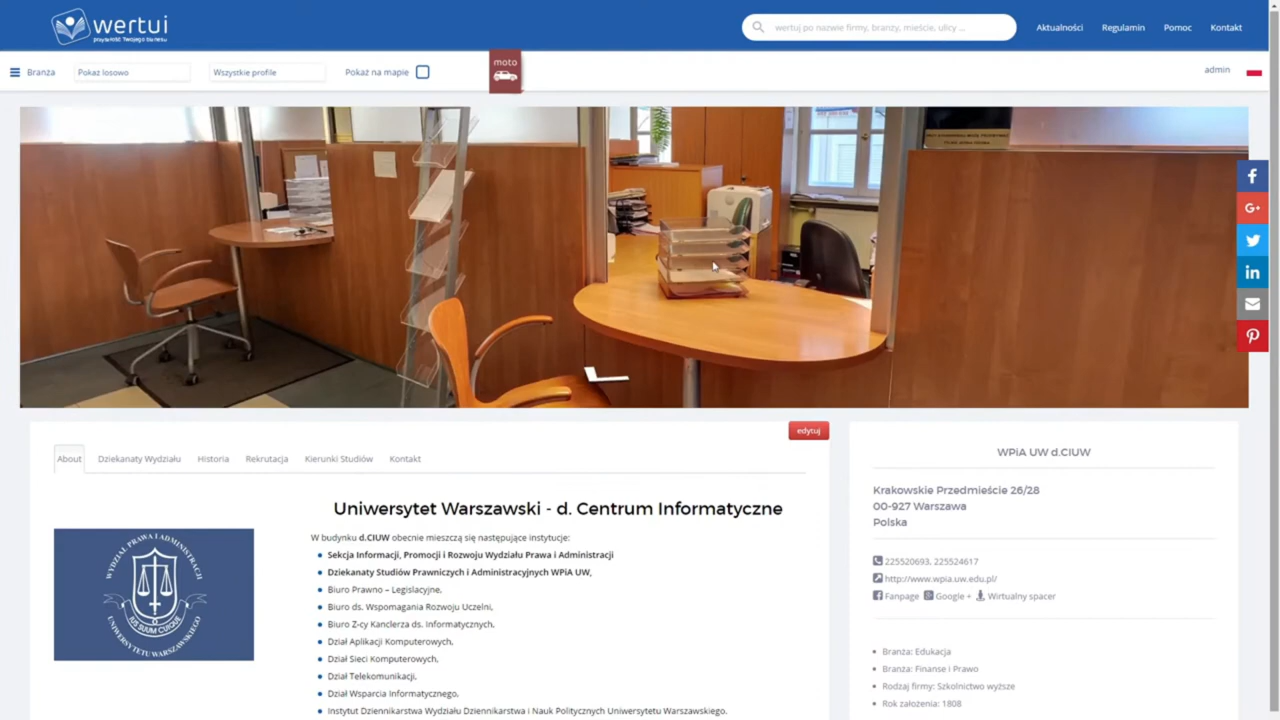 wertui
wertuj po nazwie firmy, branży, mieście, ulicy ...
Aktualności
Regulamin
Pomoc
Kontakt
Branża
Pokaż losowo
Wszystkie profile
Pokaż na mapie
moto
admin
edytuj
About
Dziekanaty Wydziału
Historia
Rekrutacja
Kierunki Studiów
Kontakt
Uniwersytet Warszawski - d. Centrum Informatyczne
W budynku d.CIUW obecnie mieszczą się następujące instytucje:
Sekcja Informacji, Promocji i Rozwoju Wydziału Prawa i Administracji
Dziekanaty Studiów Prawniczych i Administracyjnych WPiA UW,
Biuro Prawno – Legislacyjne,
Biuro ds. Wspomagania Rozwoju Uczelni,
Biuro Z-cy Kanclerza ds. Informatycznych,
Dział Aplikacji Komputerowych,
Dział Sieci Komputerowych,
Dział Telekomunikacji,
Dział Wsparcia Informatycznego,
Instytut Dziennikarstwa Wydziału Dziennikarstwa i Nauk Politycznych Uniwersytetu Warszawskiego.
WYDZIAŁ PRAWA I ADMINISTRACJI
IUS SUUM CUIQUE
UNIWERSYTETU WARSZAWSKIEGO
WPiA UW d.CIUW
Krakowskie Przedmieście 26/28
00-927 Warszawa
Polska
225520693, 225524617
http://www.wpia.uw.edu.pl/
Fanpage Google + Wirtualny spacer
Branża: Edukacja
Branża: Finanse i Prawo
Rodzaj firmy: Szkolnictwo wyższe
Rok założenia: 1808